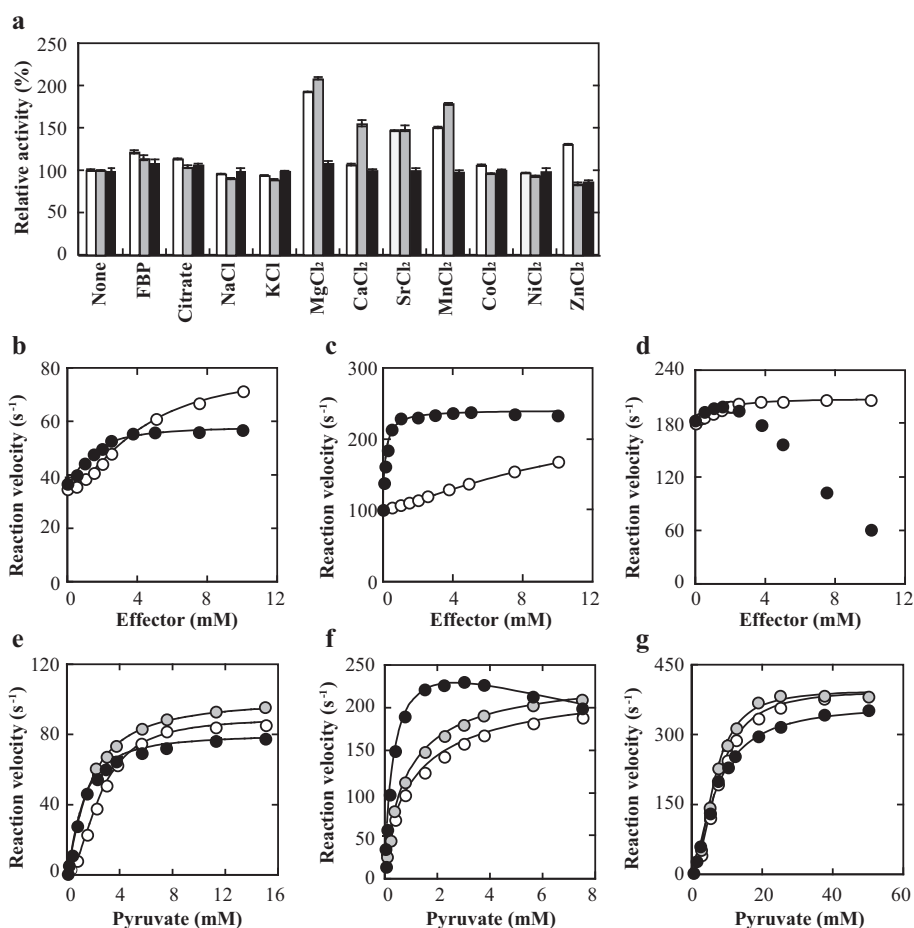 a
Relative activity (%)
250
200
150
100
50
0
None
FBP
Citrate
NaCl
KCl
MgCl₂
CaCl₂
SrCl₂
MnCl₂
CoCl₂
NiCl₂
ZnCl₂
b
Reaction velocity (s⁻¹)
80
60
40
20
0
0 4 8 12
Effector (mM)
c
Reaction velocity (s⁻¹)
300
200
100
0
0 4 8 12
Effector (mM)
d
Reaction velocity (s⁻¹)
240
180
120
60
0
0 4 8 12
Effector (mM)
e
Reaction velocity (s⁻¹)
120
80
40
0
0 4 8 12 16
Pyruvate (mM)
f
Reaction velocity (s⁻¹)
250
200
150
100
50
0
0 2 4 6 8
Pyruvate (mM)
g
Reaction velocity (s⁻¹)
450
300
150
0
0 20 40 60
Pyruvate (mM)